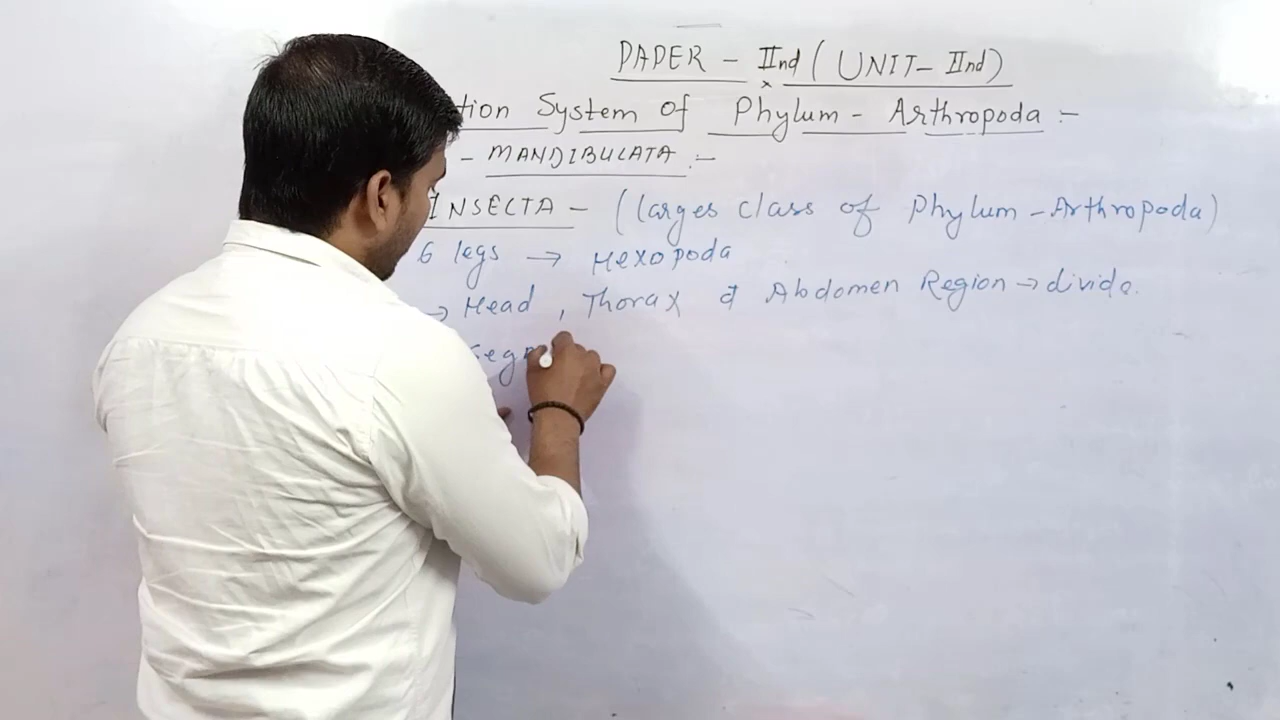 PAPER - IInd ( UNIT- IInd)
tion System of Phylum - Arthropoda :-
- MANDIBULATA :-
INSECTA - (larges class of Phylum - Arthropoda)
6 legs → Hexopoda
→ Head , Thorax & Abdomen Region → divide.
Seg